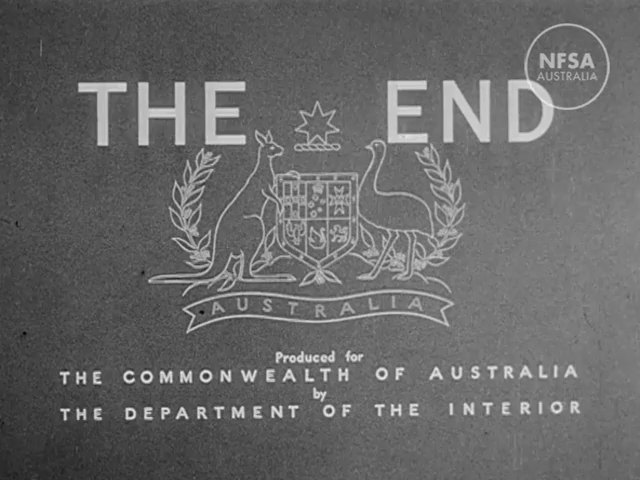 NFSA
AUSTRALIA
THE END
AUSTRALIA
Produced for
THE COMMONWEALTH OF AUSTRALIA
by
THE DEPARTMENT OF THE INTERIOR